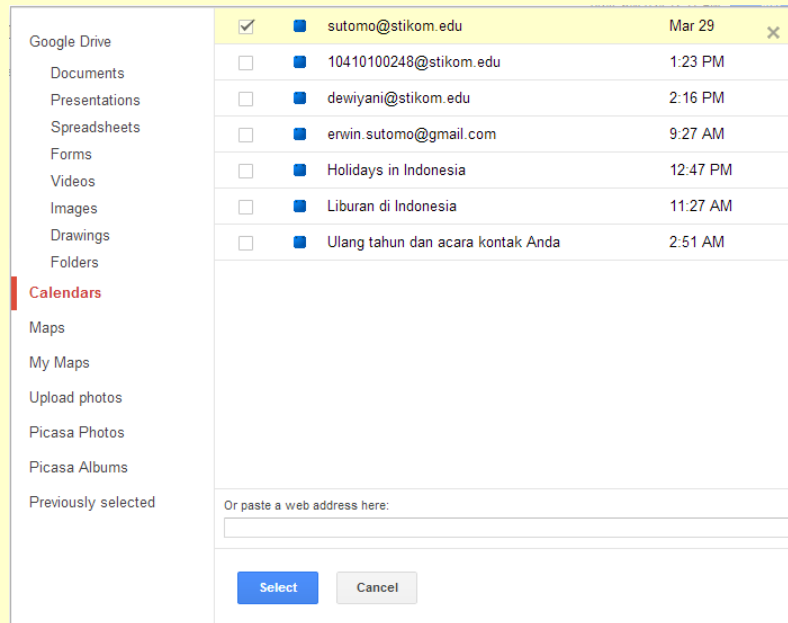 Google Drive
Documents
Presentations
Spreadsheets
Forms
Videos
Images
Drawings
Folders
Calendars
Maps
My Maps
Upload photos
Picasa Photos
Picasa Albums
Previously selected
sutomo@stikom.edu Mar 29
10410100248@stikom.edu 1:23 PM
dewiyani@stikom.edu 2:16 PM
erwin.sutomo@gmail.com 9:27 AM
Holidays in Indonesia 12:47 PM
Liburan di Indonesia 11:27 AM
Ulang tahun dan acara kontak Anda 2:51 AM
Or paste a web address here:
Select Cancel